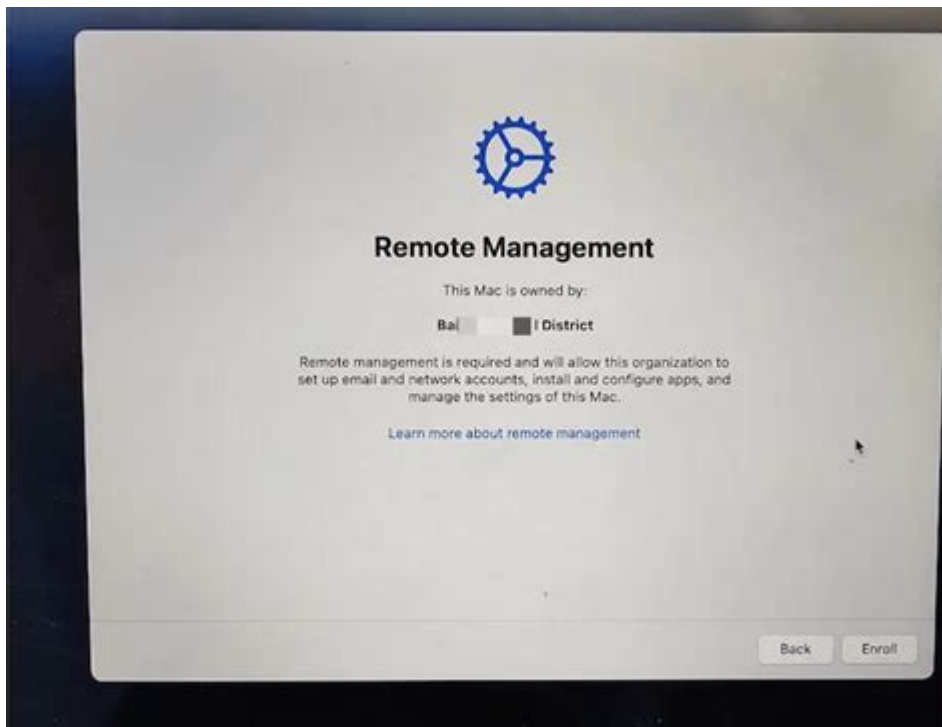 Remote Management
This Mac is owned by:
Bai l District
Remote management is required and will allow this organization to
set up email and network accounts, install and configure apps, and
manage the settings of this Mac.
Learn more about remote management
Back
Enroll